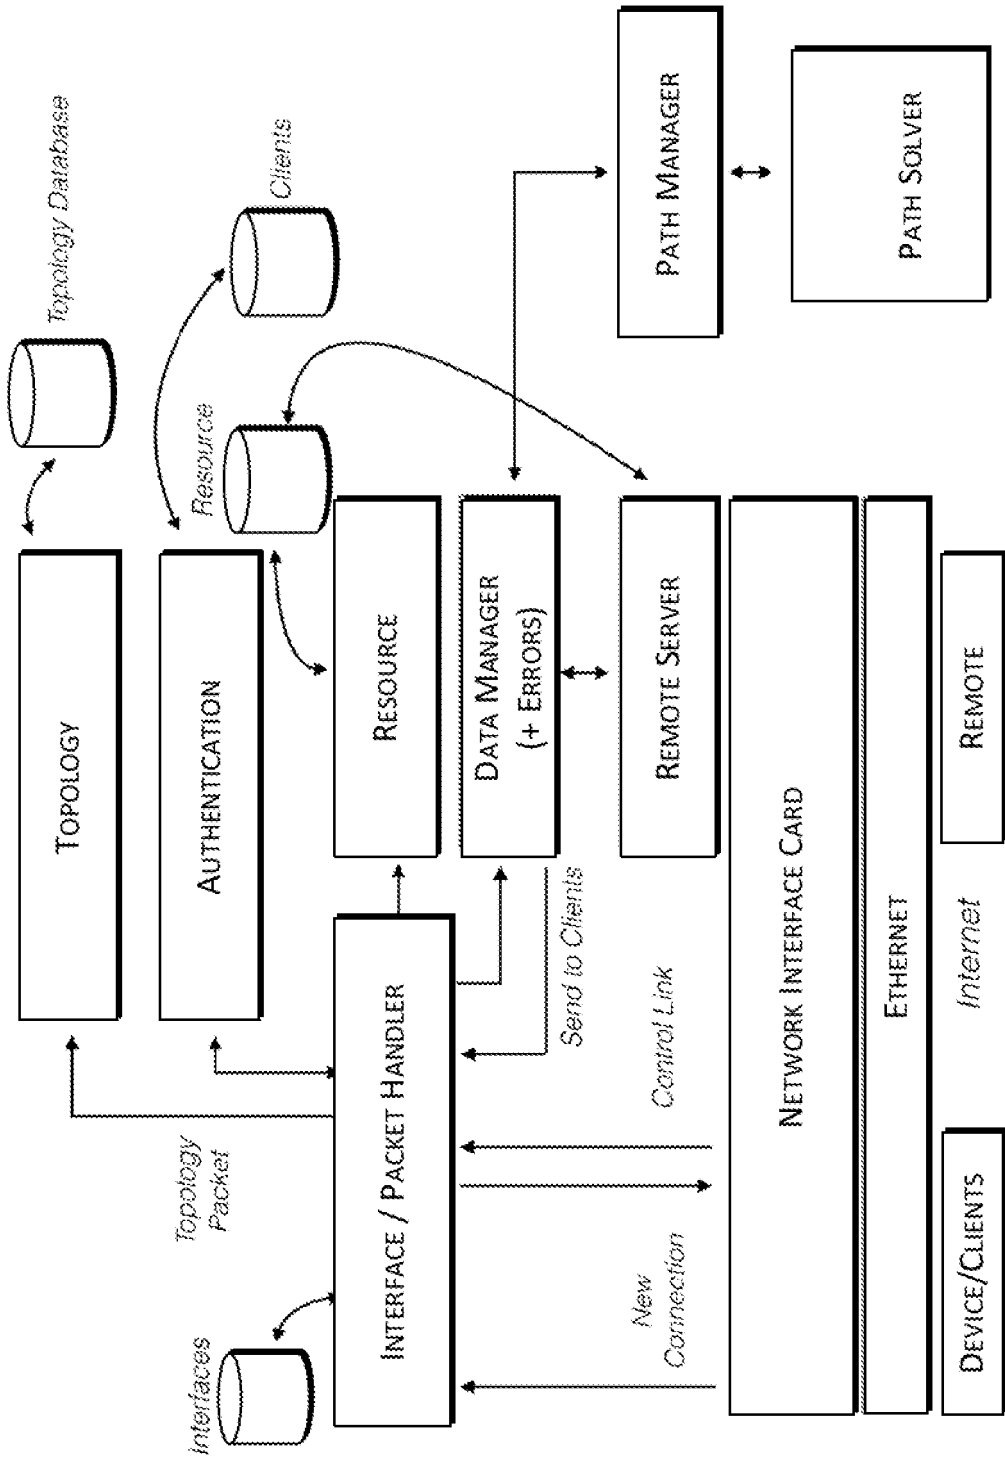 Topology Database
TOPOLOGY
Clients
AUTHENTICATION
Topology
Packet
Interfaces
Resource
RESOURCE
INTERFACE / PACKET HANDLER
DATA MANAGER
(+ ERRORS)
Send to Clients
PATH MANAGER
REMOTE SERVER
Control Link
New
Connection
PATH SOLVER
NETWORK INTERFACE CARD
ETHERNET
DEVICE/CLIENTS
Internet
REMOTE